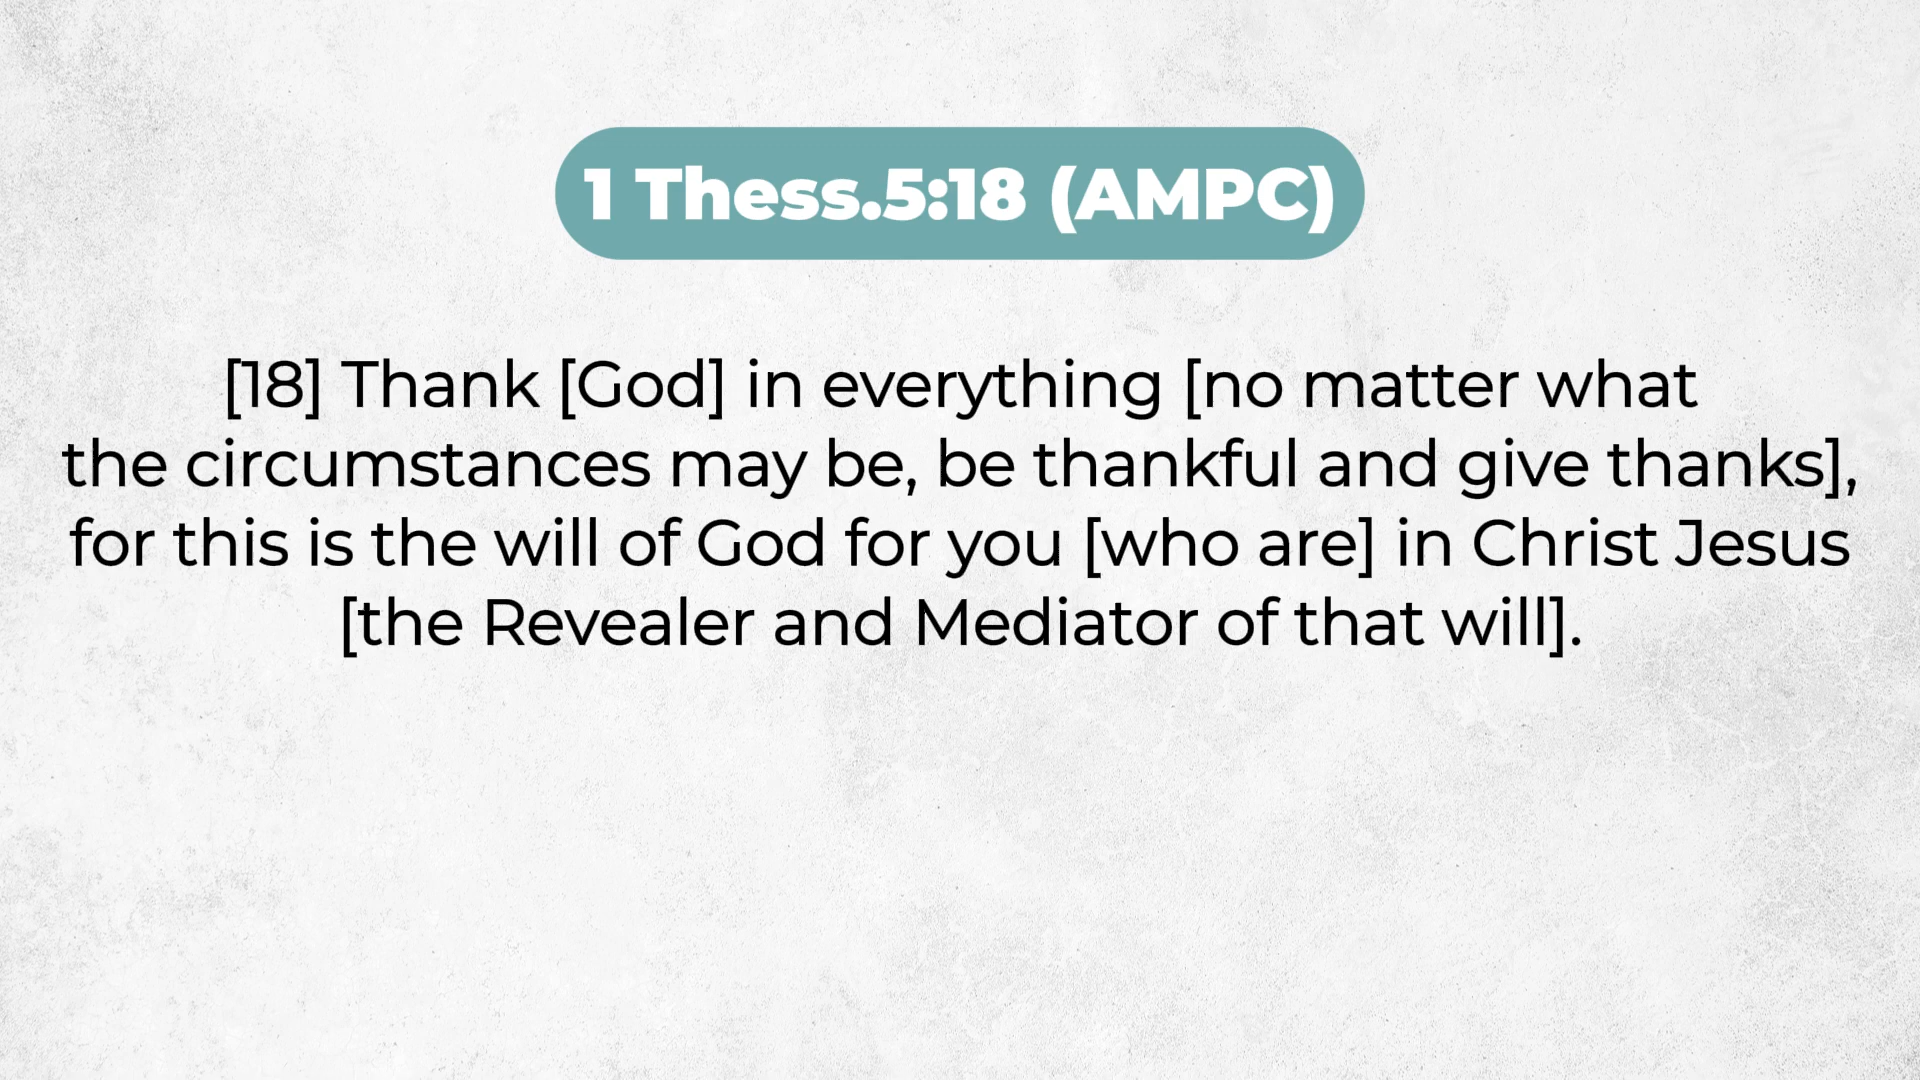 1 Thess.5:18 (AMPC)
[18] Thank [God] in everything [no matter what
the circumstances may be, be thankful and give thanks],
for this is the will of God for you [who are] in Christ Jesus
[the Revealer and Mediator of that will].